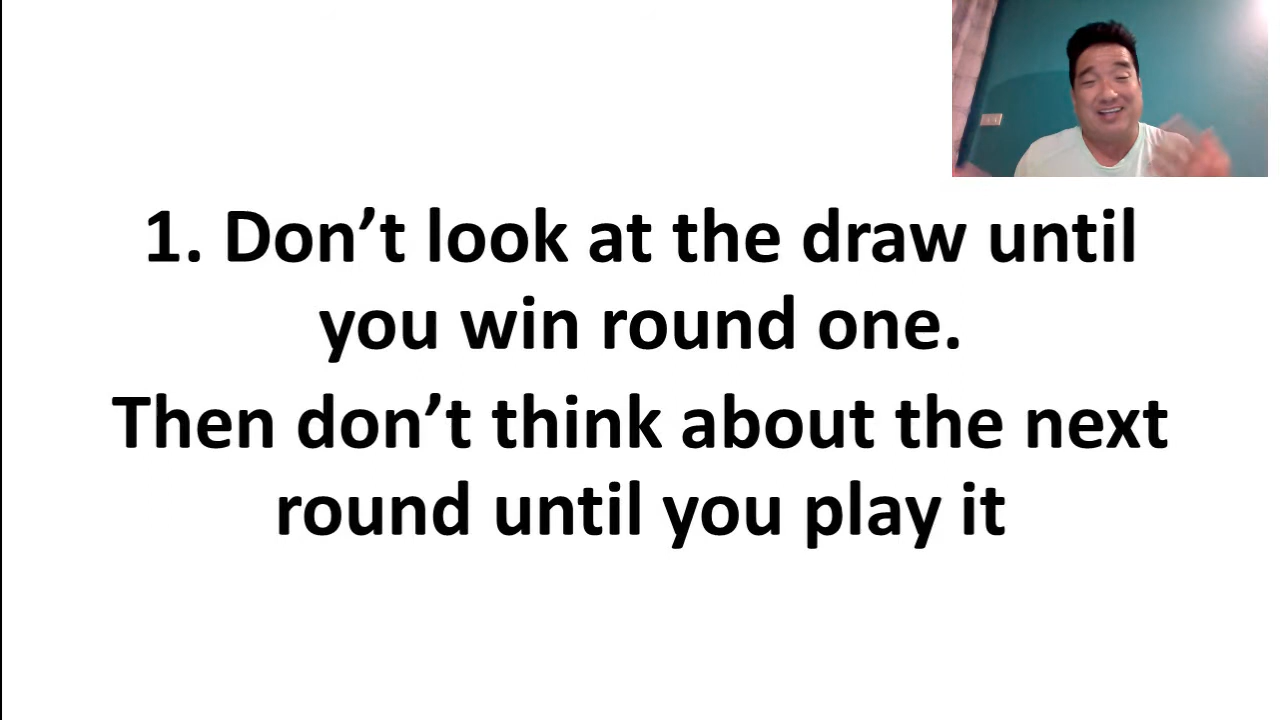 1. Don’t look at the draw until
you win round one.
Then don’t think about the next
round until you play it